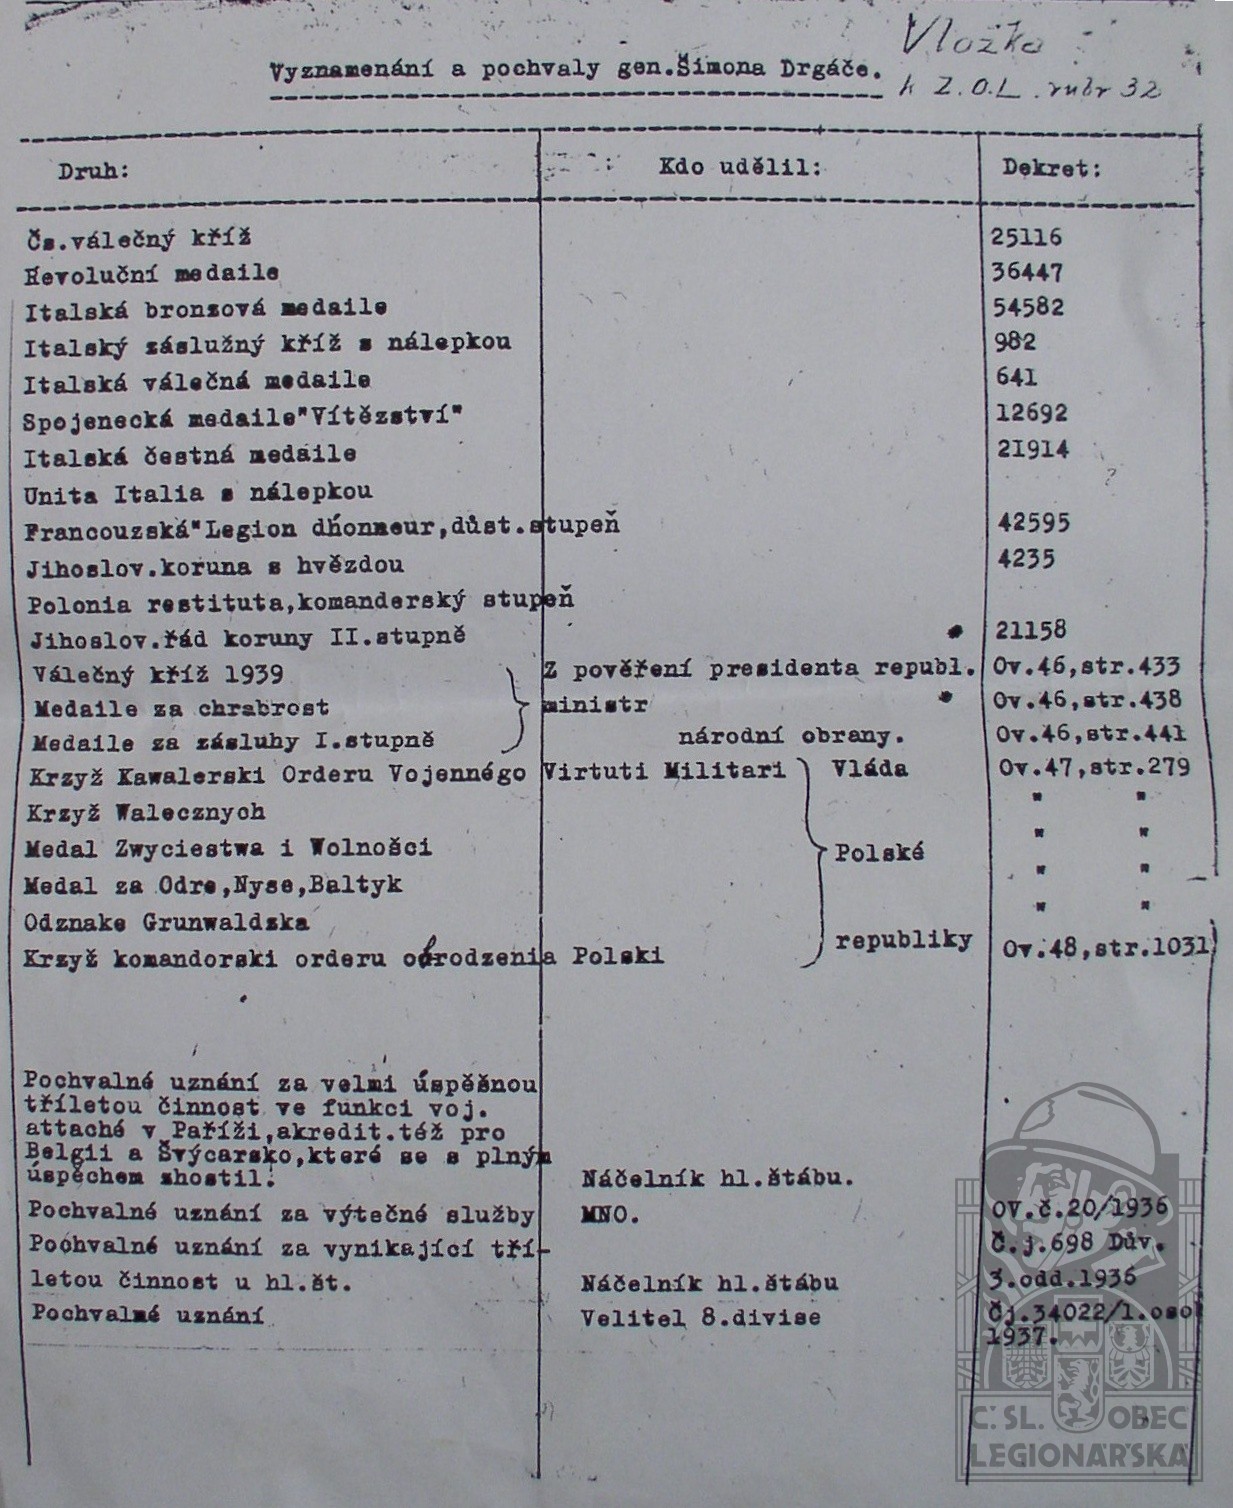 Vložka
Vyznamenání a pochvaly gen.Šimona Drgáče.
k Z.O.L. rubr 32
Druh: Kdo udělil: Dekret:
Čs.válečný kříž 25116
Revoluční medaile 36447
Italská bronzová medaile 54582
Italský záslužný kříž s nálepkou 982
Italská válečná medaile 641
Spojenecká medaile"Vítězství" 12692
Italská čestná medaile 21914
Unita Italia s nálepkou ?
Francouzská"Legion dhonneur,důst.stupeň 42595
Jihoslov.koruna s hvězdou 4235
Polonia restituta,komanderský stupeň
Jihoslov.řád koruny II.stupně 21158
Válečný kříž 1939 Z pověření presidenta republ. Ov.46,str.433
Medaile za chrabrost ministr Ov.46,str.438
Medaile za zásluhy I.stupně národní obrany. Ov.46,str.441
Krzyž Kawalerski Orderu Vojennégo Virtuti Militari Vláda Ov.47,str.279
Krzyž Walecznych " "
Medal Zwyciestwa i Wolnošci Polské " "
Medal za Odre,Nyse,Baltyk " "
Odznake Grunwaldzka " "
Krzyž komandorski orderu odrodzenia Polski republiky Ov.48,str.1031
Pochvalné uznání za velmi úspěšnou
tříletou činnost ve funkci voj.
attaché v Paříži,akredit.též pro
Belgii a Švýcarsko,které se s plným
úspěchem zhostil. Náčelník hl.štábu.
Pochvalné uznání za výtečné služby MNO. OV.č.20/1936
Pochvalné uznání za vynikající tří- Č.j.698 Dův.
letou činnost u hl.št. Náčelník hl.štábu 3.odd.1936
Pochvalné uznání Velitel 8.divise Čj.34022/1.oso
1937.
Č. SL. OBEC
LEGIONÁŘSKÁ